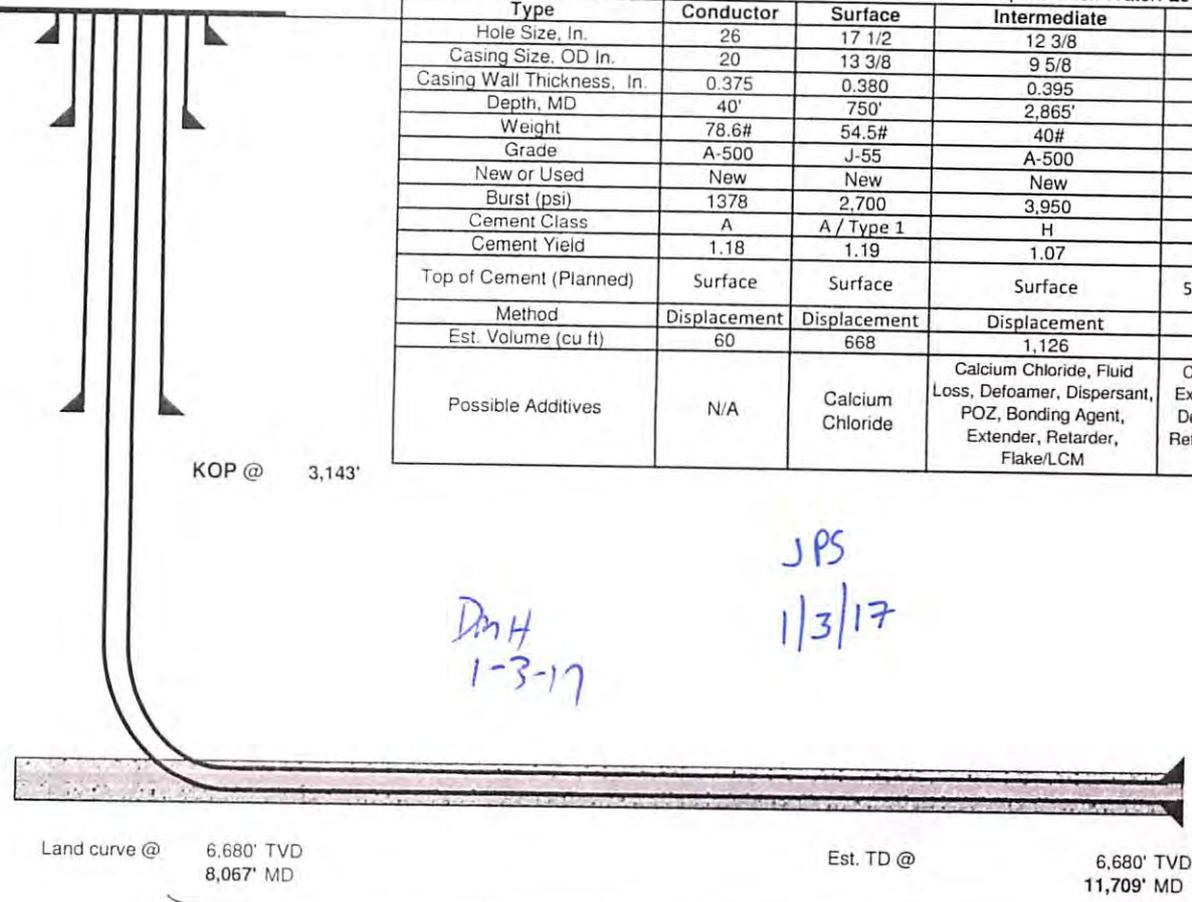 Type Conductor Surface Intermediate
Hole Size, In. 26 17 1/2 12 3/8
Casing Size, OD In. 20 13 3/8 9 5/8
Casing Wall Thickness, In. 0.375 0.380 0.395
Depth, MD 40' 750' 2,865'
Weight 78.6# 54.5# 40#
Grade A-500 J-55 A-500
New or Used New New New
Burst (psi) 1378 2,700 3,950
Cement Class A A / Type 1 H
Cement Yield 1.18 1.19 1.07
Top of Cement (Planned) Surface Surface Surface 5
Method Displacement Displacement Displacement
Est. Volume (cu ft) 60 668 1,126
Possible Additives N/A Calcium Chloride Calcium Chloride, Fluid
Loss, Defoamer, Dispersant,
POZ, Bonding Agent,
Extender, Retarder,
Flake/LCM
KOP @ 3,143'
JPS
1/3/17
1-3-17
Land curve @ 6,680' TVD
8,067' MD
Est. TD @ 6,680' TVD
11,709' MD